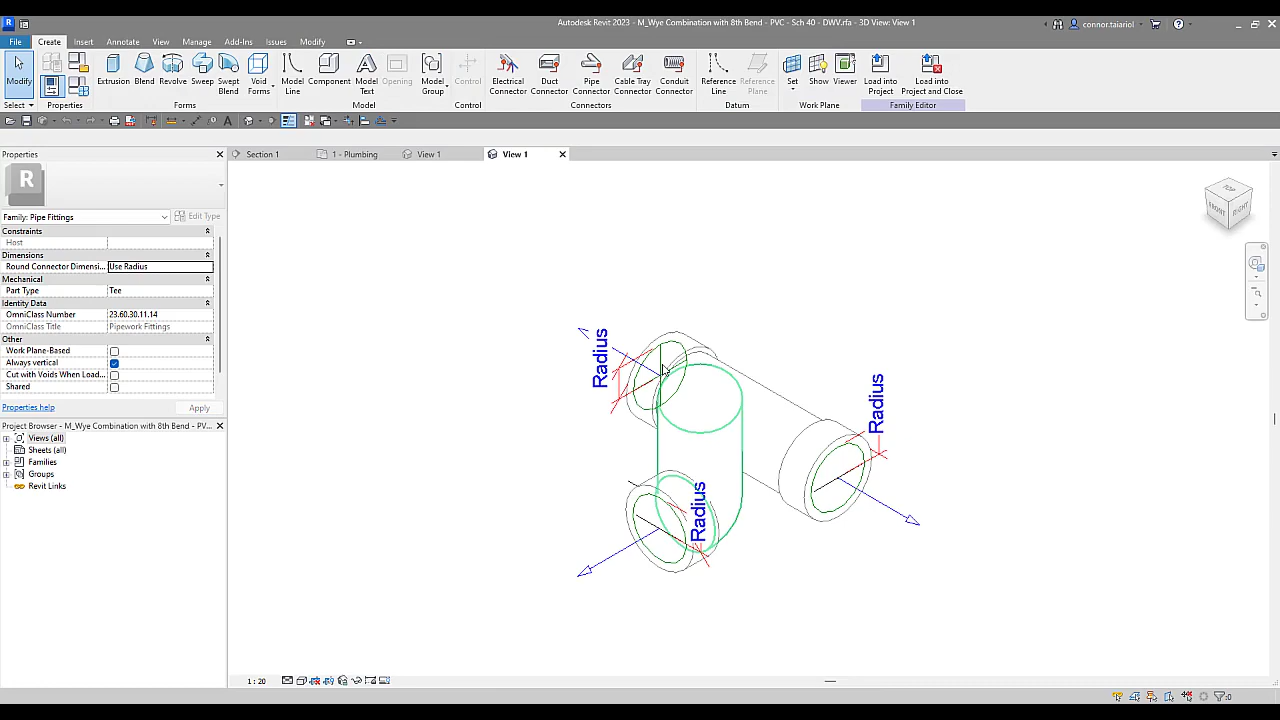 Autodesk Revit 2023 - M_Wye Combination with 8th Bend - PVC - Sch 40 - DWV.rfa - 3D View: View 1
connor.taiariol
File
Create
Insert
Annotate
View
Manage
Add-Ins
Issues
Modify
Modify
Extrusion
Blend
Revolve
Sweep
Swept
Blend
Void
Forms
Model
Line
Component
Model
Text
Opening
Model
Group
Control
Electrical
Connector
Duct
Connector
Pipe
Connector
Cable Tray
Connector
Conduit
Connector
Reference
Line
Reference
Plane
Set
Show
Viewer
Load into
Project
Load into
Project and Close
Select
Properties
Forms
Model
Control
Connectors
Datum
Work Plane
Family Editor
Properties
Section 1
1 - Plumbing
View 1
View 1
R
Family: Pipe Fittings
Edit Type
Constraints
Host
Dimensions
Round Connector Dimensi...
Use Radius
Mechanical
Part Type
Tee
Identity Data
OmniClass Number
23.60.30.11.14
OmniClass Title
Pipework Fittings
Other
Work Plane-Based
Always vertical
Cut with Voids When Load...
Shared
Properties help
Apply
Project Browser - M_Wye Combination with 8th Bend - PV...
Views (all)
Sheets (all)
Families
Groups
Revit Links
TOP
FRONT
RIGHT
Radius
Radius
Radius
1 : 20
:0